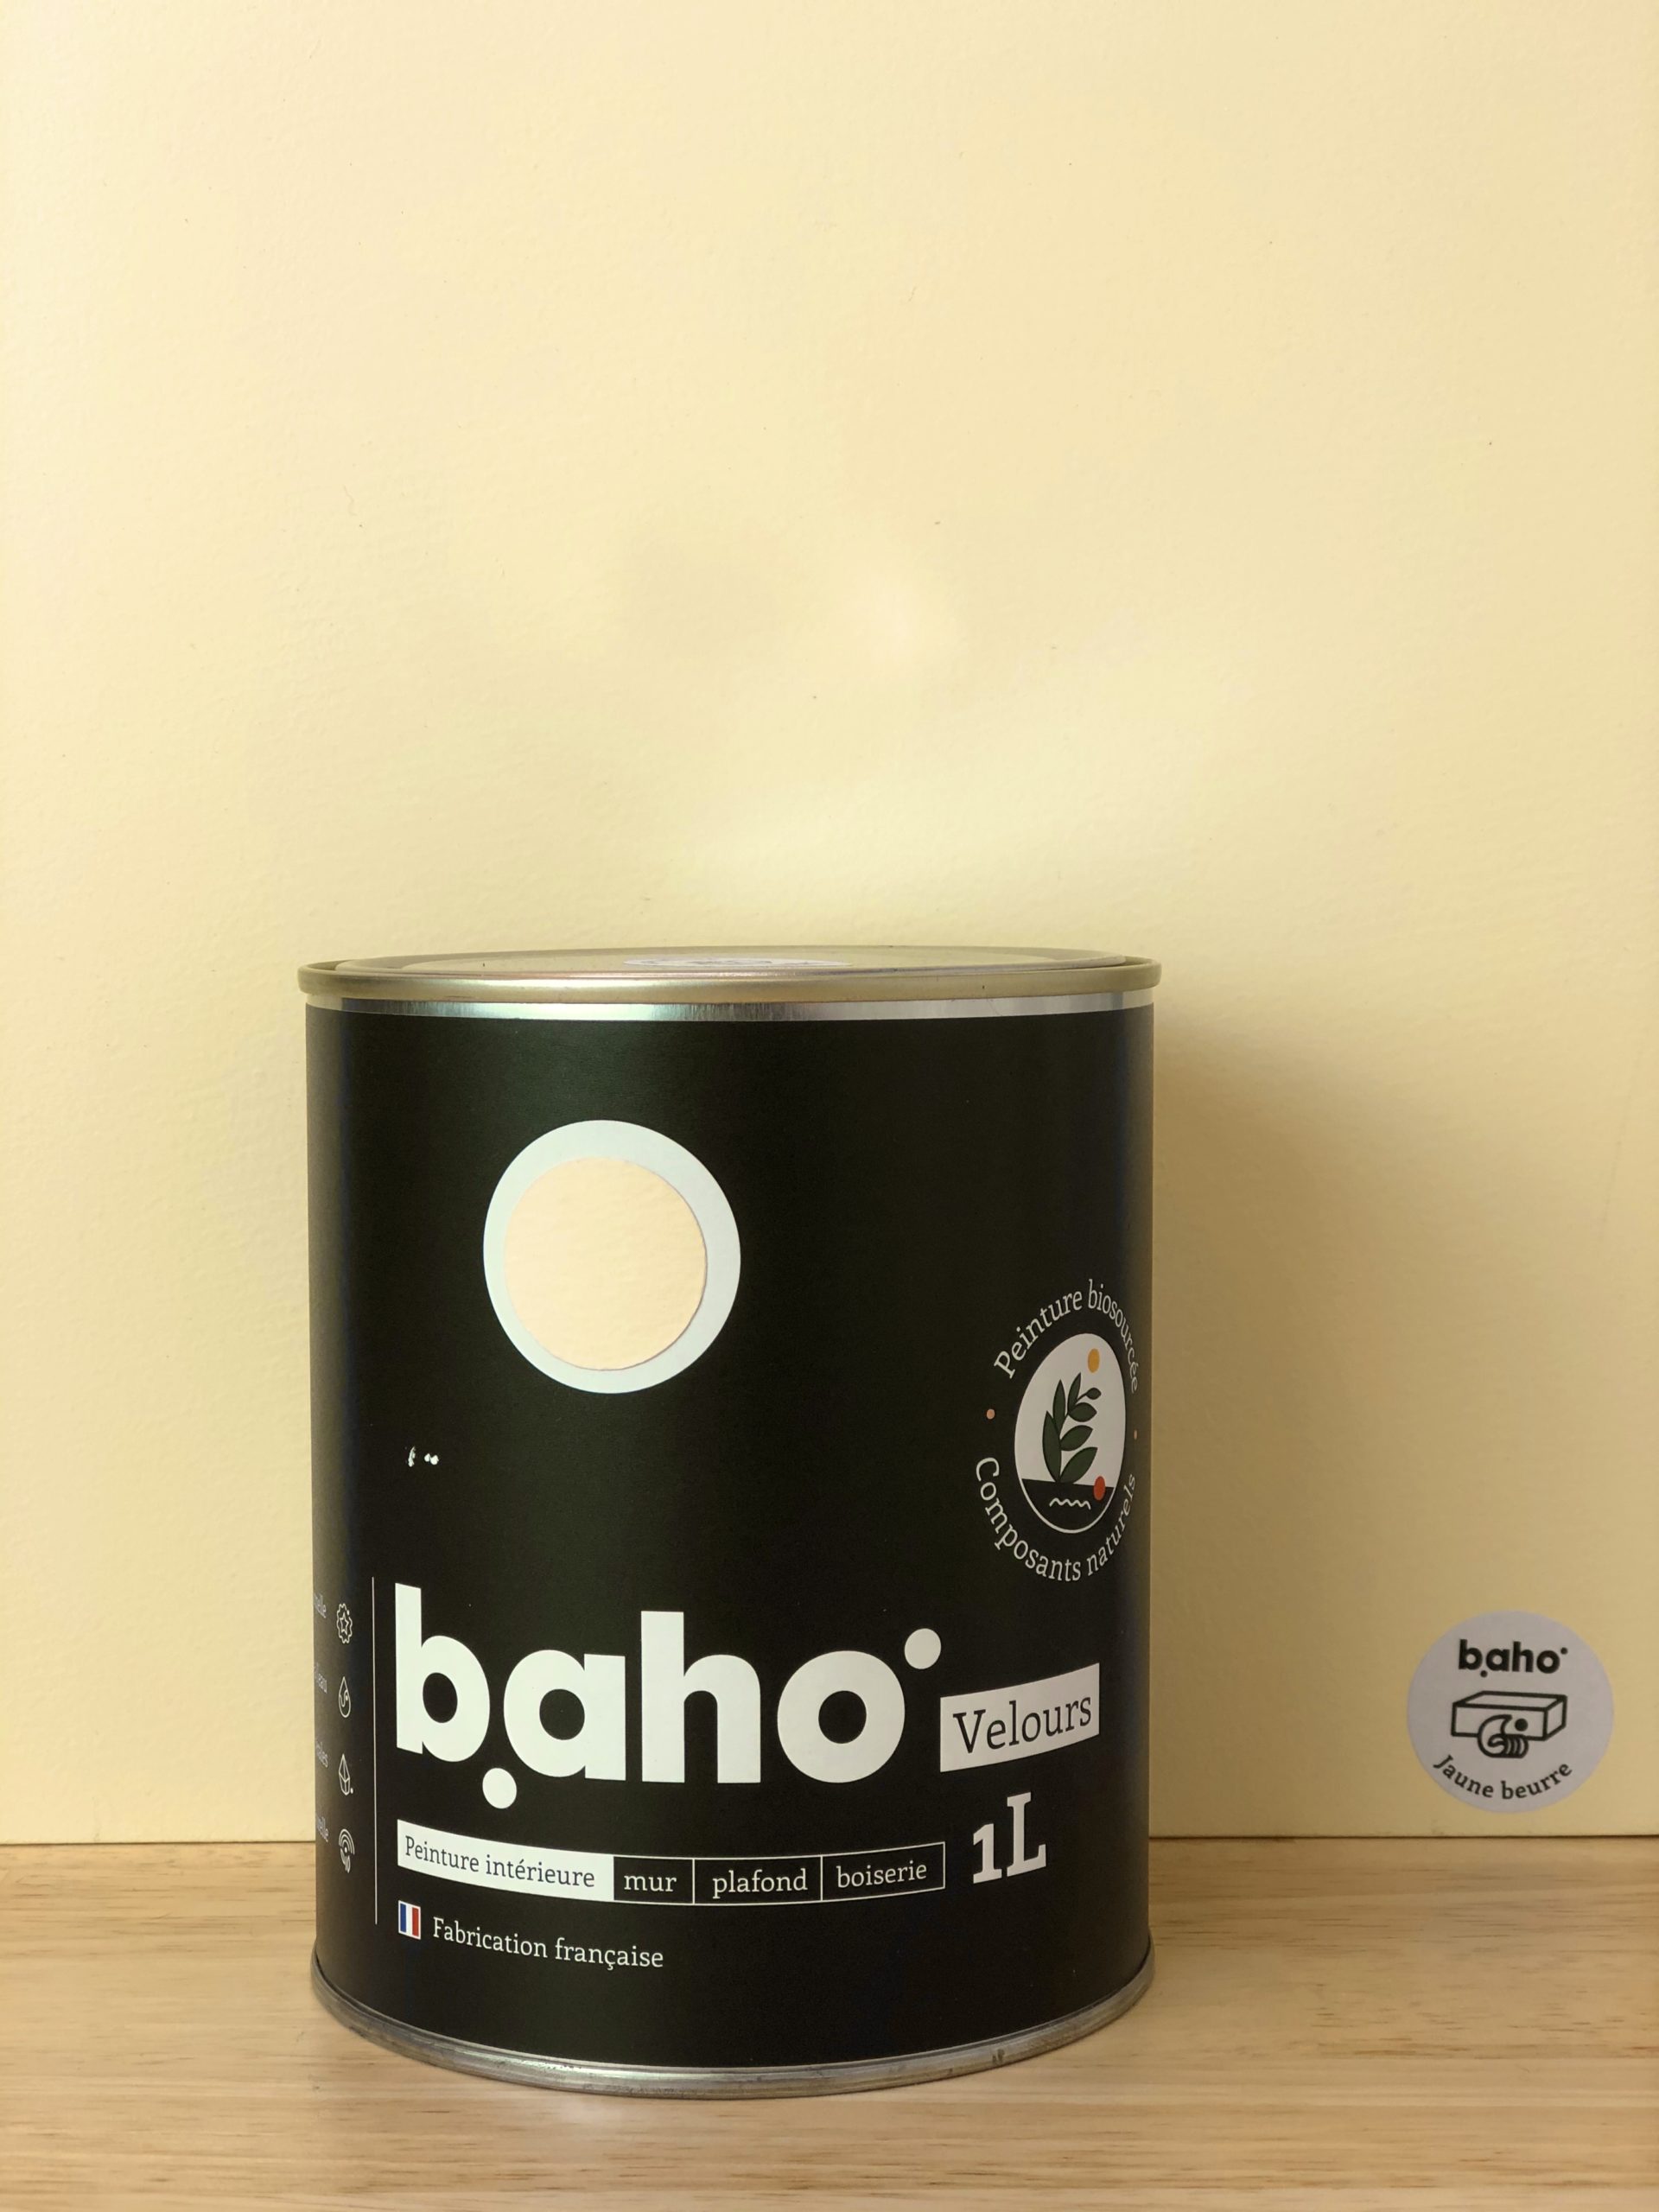 Peinture biosourcée
Composants naturels
baho
Velours
1L
Peinture intérieure mur plafond boiserie
Fabrication française
baho
Jaune beurre